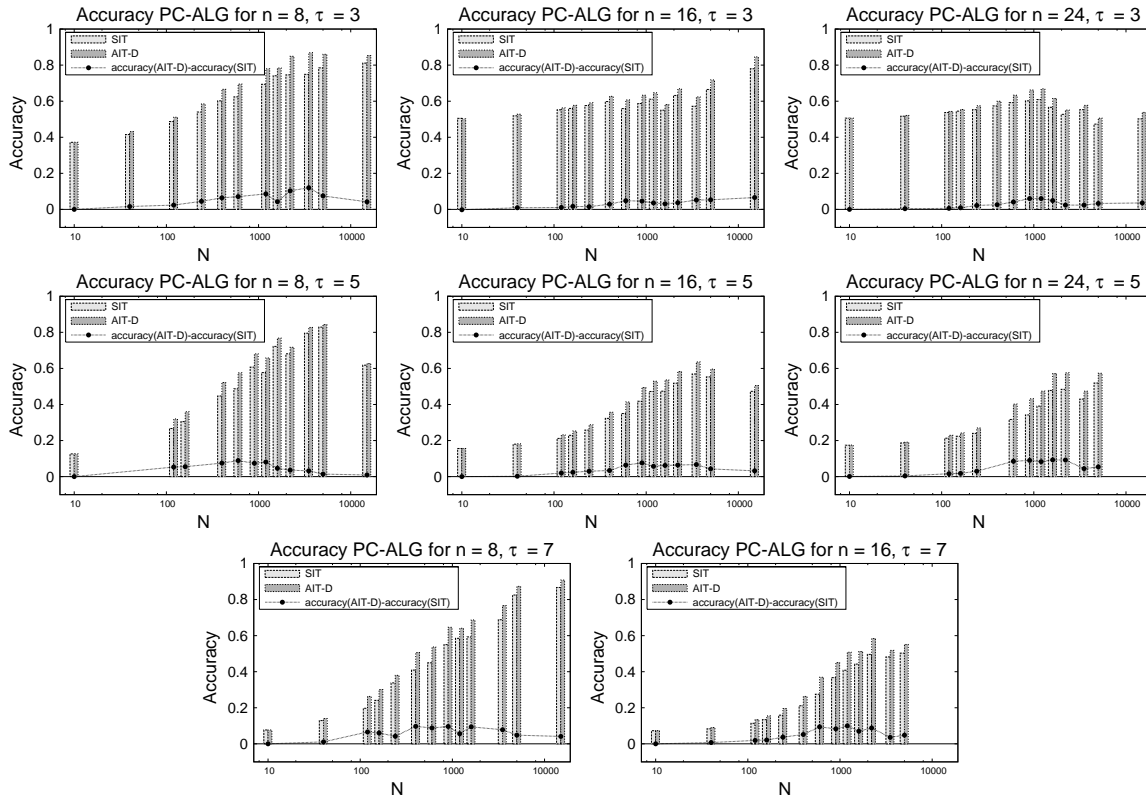 Accuracy PC-ALG for n = 8, τ = 3
1
0.8
0.6
0.4
0.2
0
Accuracy
SIT
AIT-D
accuracy(AIT-D)-accuracy(SIT)
10 100 1000 10000
N
Accuracy PC-ALG for n = 16, τ = 3
1
0.8
0.6
0.4
0.2
0
Accuracy
SIT
AIT-D
accuracy(AIT-D)-accuracy(SIT)
10 100 1000 10000
N
Accuracy PC-ALG for n = 24, τ = 3
1
0.8
0.6
0.4
0.2
0
Accuracy
SIT
AIT-D
accuracy(AIT-D)-accuracy(SIT)
10 100 1000 10000
N
Accuracy PC-ALG for n = 8, τ = 5
1
0.8
0.6
0.4
0.2
0
Accuracy
SIT
AIT-D
accuracy(AIT-D)-accuracy(SIT)
10 100 1000 10000
N
Accuracy PC-ALG for n = 16, τ = 5
1
0.8
0.6
0.4
0.2
0
Accuracy
SIT
AIT-D
accuracy(AIT-D)-accuracy(SIT)
10 100 1000 10000
N
Accuracy PC-ALG for n = 24, τ = 5
1
0.8
0.6
0.4
0.2
0
Accuracy
SIT
AIT-D
accuracy(AIT-D)-accuracy(SIT)
10 100 1000 10000
N
Accuracy PC-ALG for n = 8, τ = 7
1
0.8
0.6
0.4
0.2
0
Accuracy
SIT
AIT-D
accuracy(AIT-D)-accuracy(SIT)
10 100 1000 10000
N
Accuracy PC-ALG for n = 16, τ = 7
1
0.8
0.6
0.4
0.2
0
Accuracy
SIT
AIT-D
accuracy(AIT-D)-accuracy(SIT)
10 100 1000 10000
N